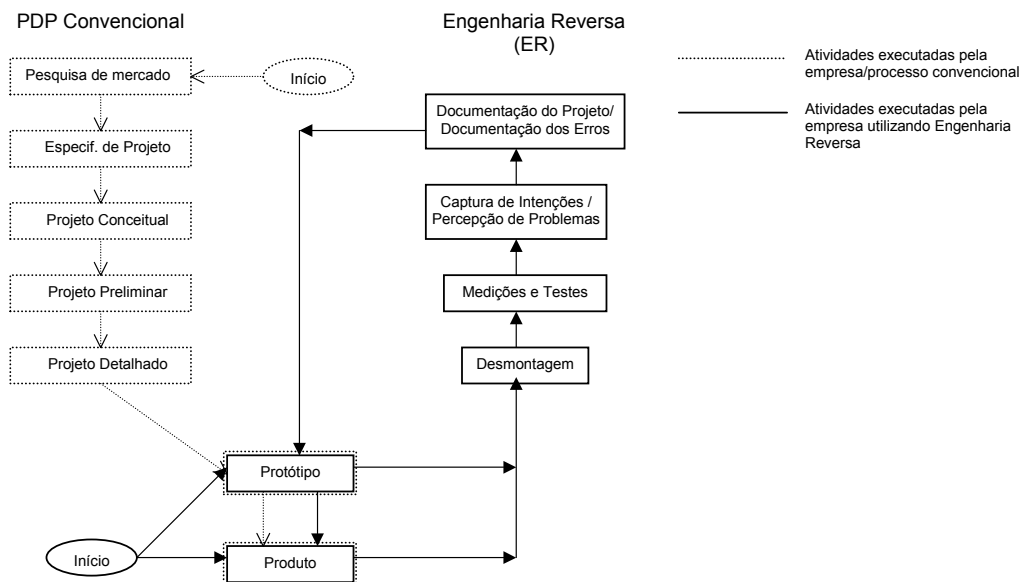 PDP Convencional
Pesquisa de mercado
Início
Especif. de Projeto
Projeto Conceitual
Projeto Preliminar
Projeto Detalhado
Engenharia Reversa
(ER)
Documentação do Projeto/
Documentação dos Erros
Captura de Intenções /
Percepção de Problemas
Medições e Testes
Desmontagem
Protótipo
Início
Produto
Atividades executadas pela
empresa/processo convencional
Atividades executadas pela
empresa utilizando Engenharia
Reversa